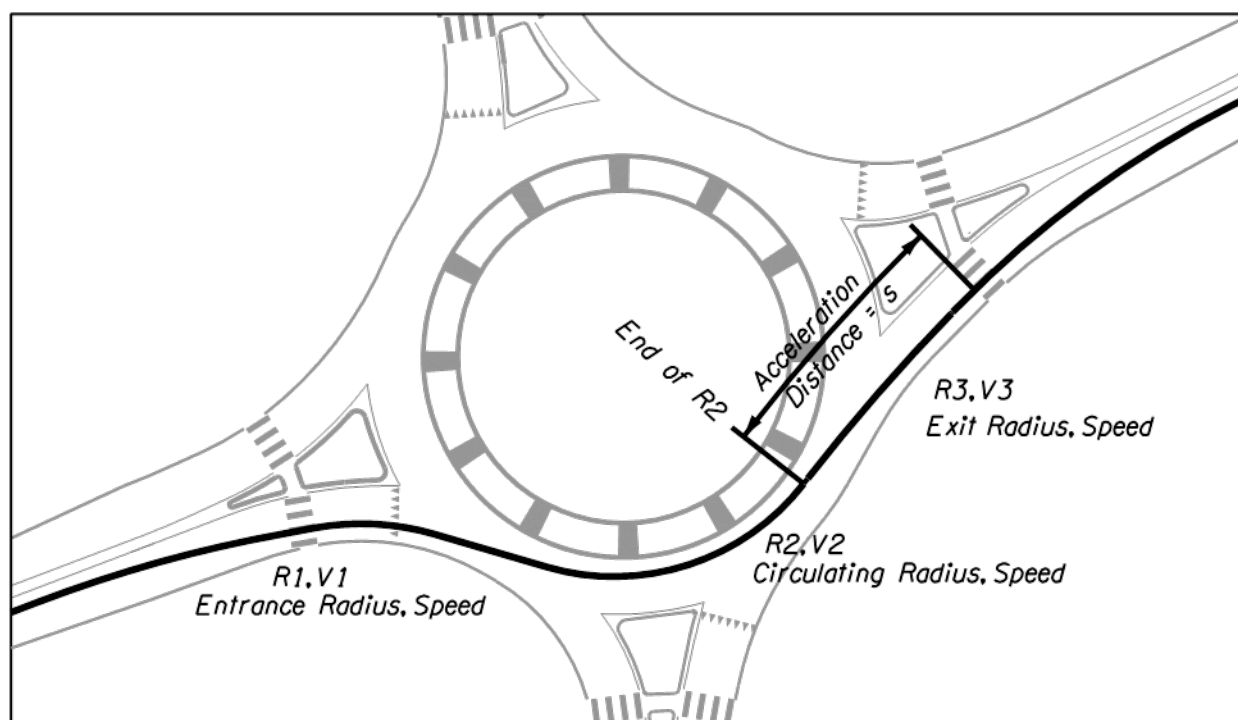 End of R2
Acceleration
Distance = s
R3,V3
Exit Radius, Speed
R2,V2
Circulating Radius, Speed
R1,V1
Entrance Radius, Speed